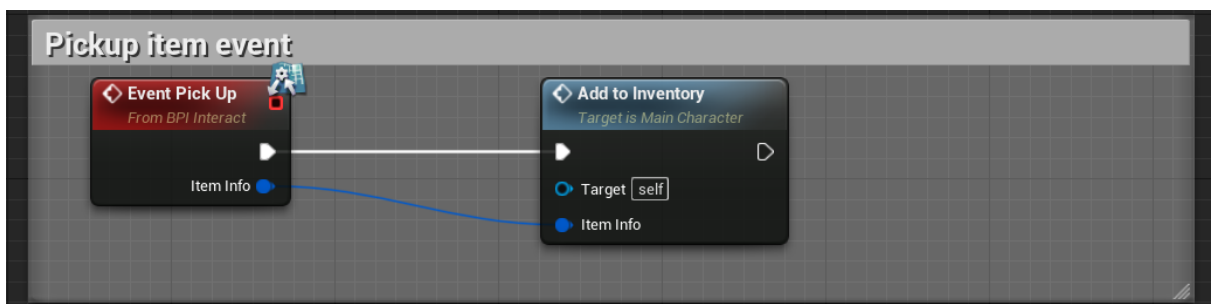 Pickup item event
Event Pick Up
From BPI Interact
Item Info
Add to Inventory
Target is Main Character
Target self
Item Info